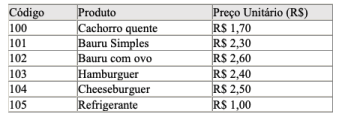 Código Produto Preço Unitário (R$)
100 Cachorro quente R$ 1,70
101 Bauru Simples R$ 2,30
102 Bauru com ovo R$ 2,60
103 Hamburguer R$ 2,40
104 Cheeseburguer R$ 2,50
105 Refrigerante R$ 1,00